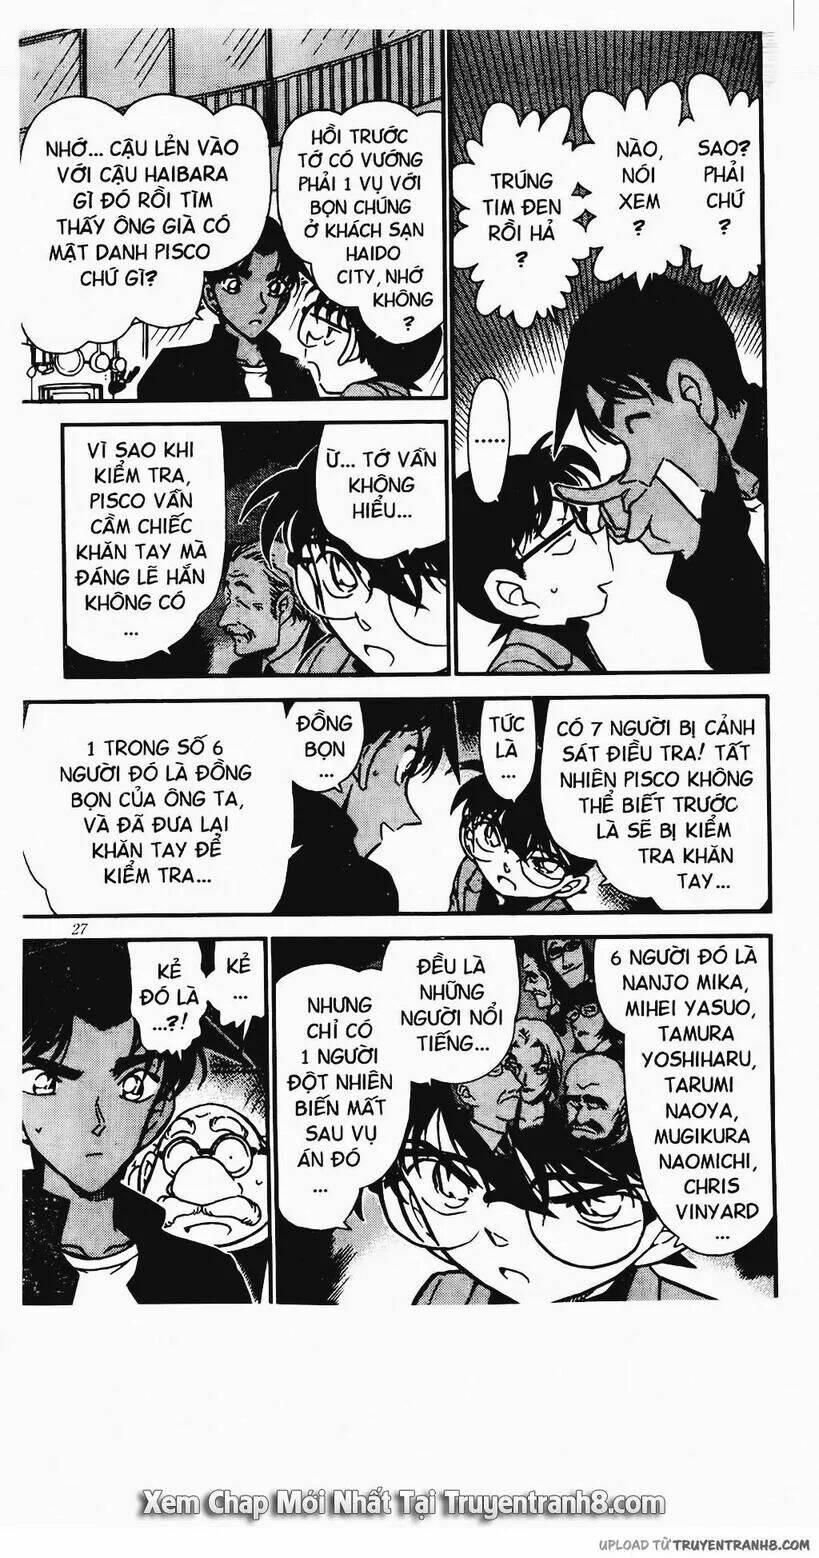 SAO?
PHẢI
CHỨ
?
NÀO,
NÓI
XEM
?
TRÚNG
TIM ĐEN
RỒI HẢ
?
......
HỒI TRƯỚC
TỚ CÓ VƯỚNG
PHẢI 1 VỤ VỚI
BỌN CHÚNG
Ở KHÁCH SẠN
HAIDO
CITY, NHỚ
KHÔNG
?
NHỚ... CẬU LẺN VÀO
VỚI CẬU HAIBARA
GÌ ĐÓ RỒI TÌM
THẤY ÔNG GIÀ CÓ
MẬT DANH PISCO
CHỨ GÌ?
Ừ... TỚ VẪN
KHÔNG
HIỂU...
VÌ SAO KHI
KIỂM TRA,
PISCO VẪN
CẦM CHIẾC
KHĂN TAY MÀ
ĐÁNG LẼ HẮN
KHÔNG CÓ
...
CÓ 7 NGƯỜI BỊ CẢNH
SÁT ĐIỀU TRA! TẤT
NHIÊN PISCO KHÔNG
THỂ BIẾT TRƯỚC
LÀ SẼ BỊ KIỂM
TRA KHĂN
TAY...
TỨC
LÀ
...
ĐỒNG
BỌN
...
1 TRONG SỐ 6
NGƯỜI ĐÓ LÀ ĐỒNG
BỌN CỦA ÔNG TA,
VÀ ĐÃ ĐƯA LẠI
KHĂN TAY ĐỂ
KIỂM TRA...
27
6 NGƯỜI ĐÓ LÀ
NANJO MIKA,
MIHEI YASUO,
TAMURA
YOSHIHARU,
TARUMI
NAOYA,
MUGIKURA
NAOMICHI,
CHRIS
VINYARD
...
ĐỀU LÀ
NHỮNG
NGƯỜI NỔI
TIẾNG...
NHƯNG
CHỈ CÓ
1 NGƯỜI
ĐỘT NHIÊN
BIẾN MẤT
SAU VỤ
ÁN ĐÓ
...
KẺ
...
KẺ
ĐÓ LÀ
...?!
Xem Chap Mới Nhất Tại Truyentranh8.com
UPLOAD TỪ TRUYENTRANH8.COM